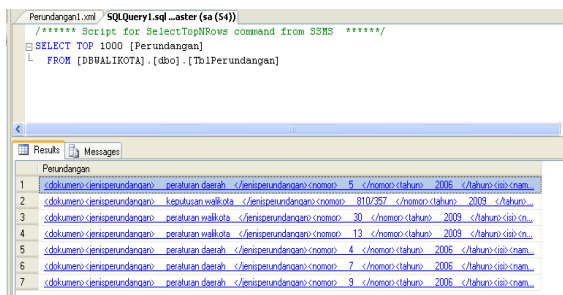 Perundangan1.xml SQLQuery1.sql ...aster (sa (54))
/****** Script for SelectTopNRows command from SSMS ******/
SELECT TOP 1000 [Perundangan]
FROM [DBWALIKOTA].[dbo].[TblPerundangan]
Results Messages
Perundangan
1 <dokumen><jenisperundangan> peraturan daerah </jenisperundangan><nomor> 5 </nomor><tahun> 2006 </tahun><isi><nam...
2 <dokumen><jenisperundangan> keputusan walikota </jenisperundangan><nomor> 810/357 </nomor><tahun> 2009 </tahun>...
3 <dokumen><jenisperundangan> peraturan walikota </jenisperundangan><nomor> 30 </nomor><tahun> 2009 </tahun><isi><n...
4 <dokumen><jenisperundangan> peraturan walikota </jenisperundangan><nomor> 13 </nomor><tahun> 2009 </tahun><isi><n...
5 <dokumen><jenisperundangan> peraturan daerah </jenisperundangan><nomor> 4 </nomor><tahun> 2006 </tahun><isi><nam...
6 <dokumen><jenisperundangan> peraturan daerah </jenisperundangan><nomor> 7 </nomor><tahun> 2006 </tahun><isi><nam...
7 <dokumen><jenisperundangan> peraturan daerah </jenisperundangan><nomor> 9 </nomor><tahun> 2006 </tahun><isi><nam...